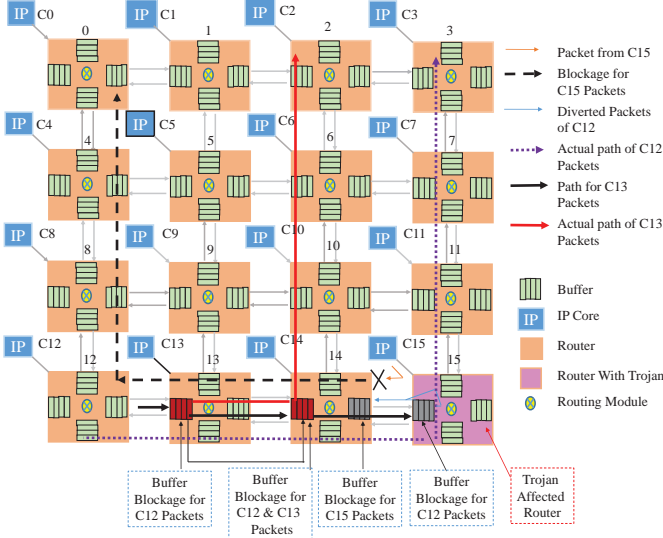 IP C0 0
IP C1 1
IP C2 2
IP C3 3
IP C4 4
IP C5 5
IP C6 6
IP C7 7
IP C8 8
IP C9 9
IP C10 10
IP C11 11
IP C12 12
IP C13 13
IP C14 14
IP C15 15
Packet from C15
Blockage for
C15 Packets
Diverted Packets
of C12
Actual path of C12
Packets
Path for C13
Packets
Actual path of C13
Packets
Buffer
IP IP Core
Router
Router With Trojan
Routing Module
Buffer
Blockage for
C12 Packets
Buffer
Blockage for
C12 & C13
Packets
Buffer
Blockage for
C15 Packets
Buffer
Blockage for
C12 Packets
Trojan
Affected
Router